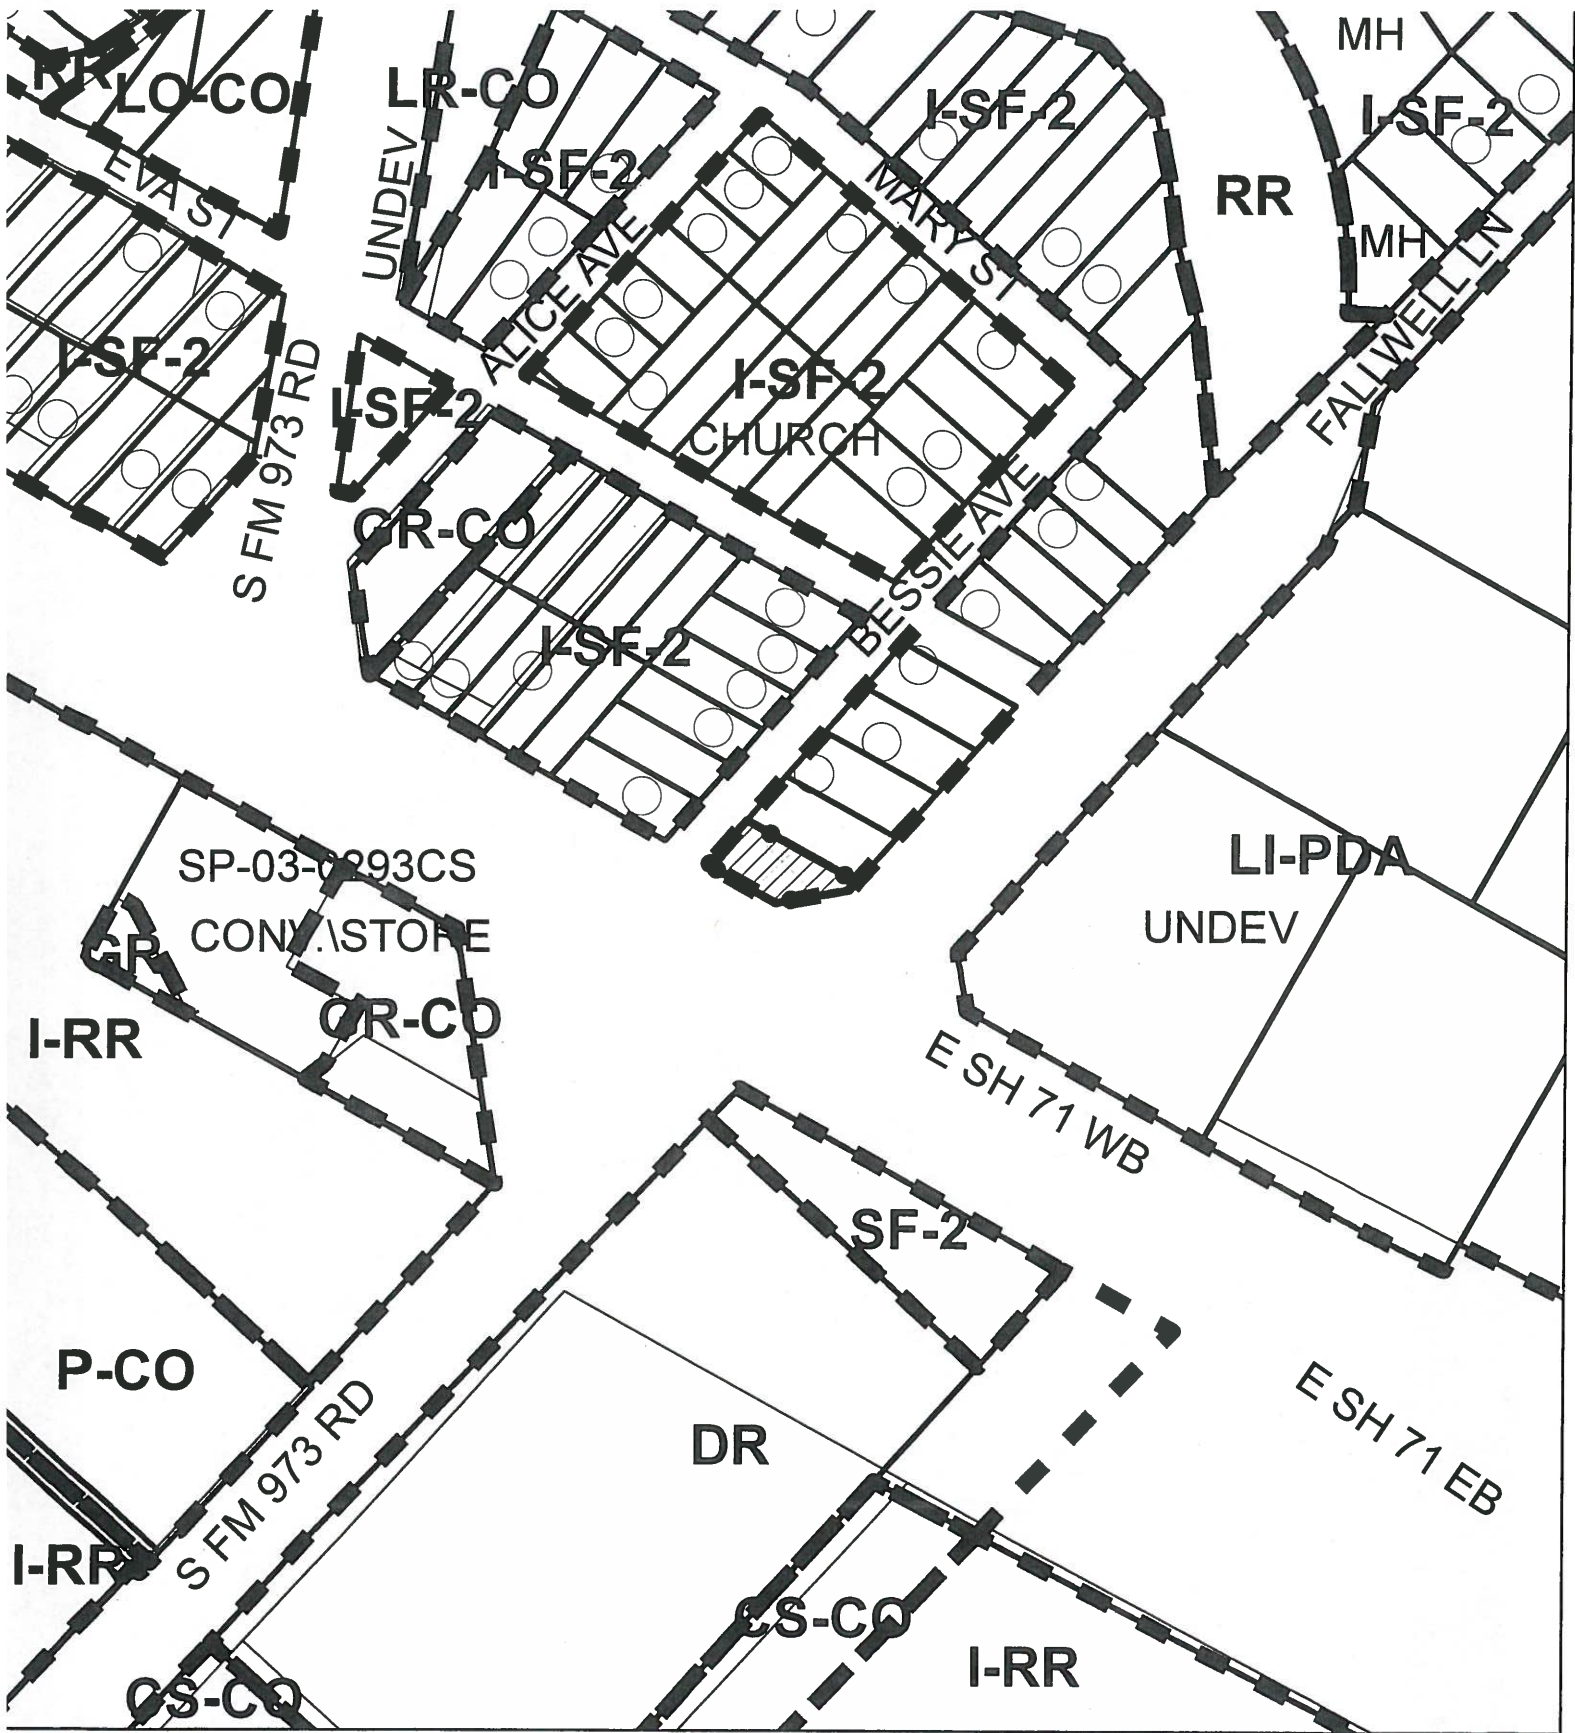 MH
RR
LO-CO
LR-CO
I-SF-2
I-SF-2
I-SF-2
EVA ST
UNDEV
MARY ST
RR
MH
FALLWELL LN
ALICE AVE
I-SF-2
S FM 973 RD
I-SF-2
I-SF-2
CHURCH
GR-CO
BESSIE AVE
I-SF-2
SP-03-0293CS
CONV.\STORE
GR
GR-CO
I-RR
LI-PDA
UNDEV
E SH 71 WB
SF-2
P-CO
S FM 973 RD
DR
E SH 71 EB
I-RR
CS-CO
I-RR
CS-CO